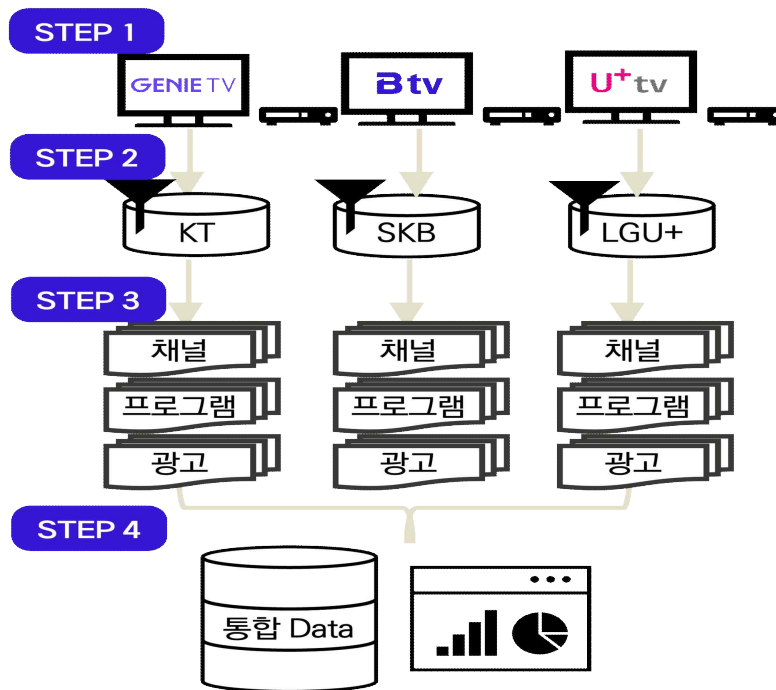 STEP 1
GENIE TV
B tv
U+ tv
STEP 2
KT
SKB
LGU+
STEP 3
채널
채널
채널
프로그램
프로그램
프로그램
광고
광고
광고
STEP 4
통합 Data